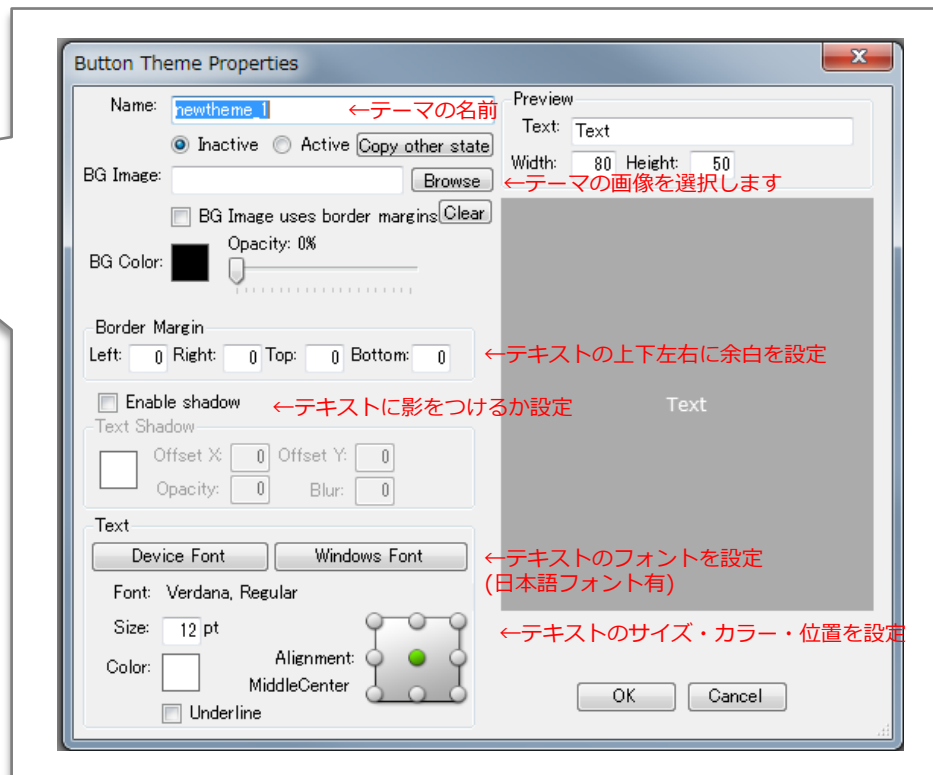 Button Theme Properties
Name: newtheme_1 ←テーマの名前
Inactive Active Copy other state
BG Image: Browse ←テーマの画像を選択します
BG Image uses border margins Clear
BG Color: Opacity: 0%
Preview
Text: Text
Width: 80 Height: 50
Border Margin
Left: 0 Right: 0 Top: 0 Bottom: 0 ←テキストの上下左右に余白を設定
Enable shadow ←テキストに影をつけるか設定
Text
Text Shadow
Offset X: 0 Offset Y: 0
Opacity: 0 Blur: 0
Text
Device Font Windows Font ←テキストのフォントを設定
(日本語フォント有)
Font: Verdana, Regular
Size: 12 pt ←テキストのサイズ・カラー・位置を設定
Color: Alignment:
MiddleCenter
Underline
OK Cancel